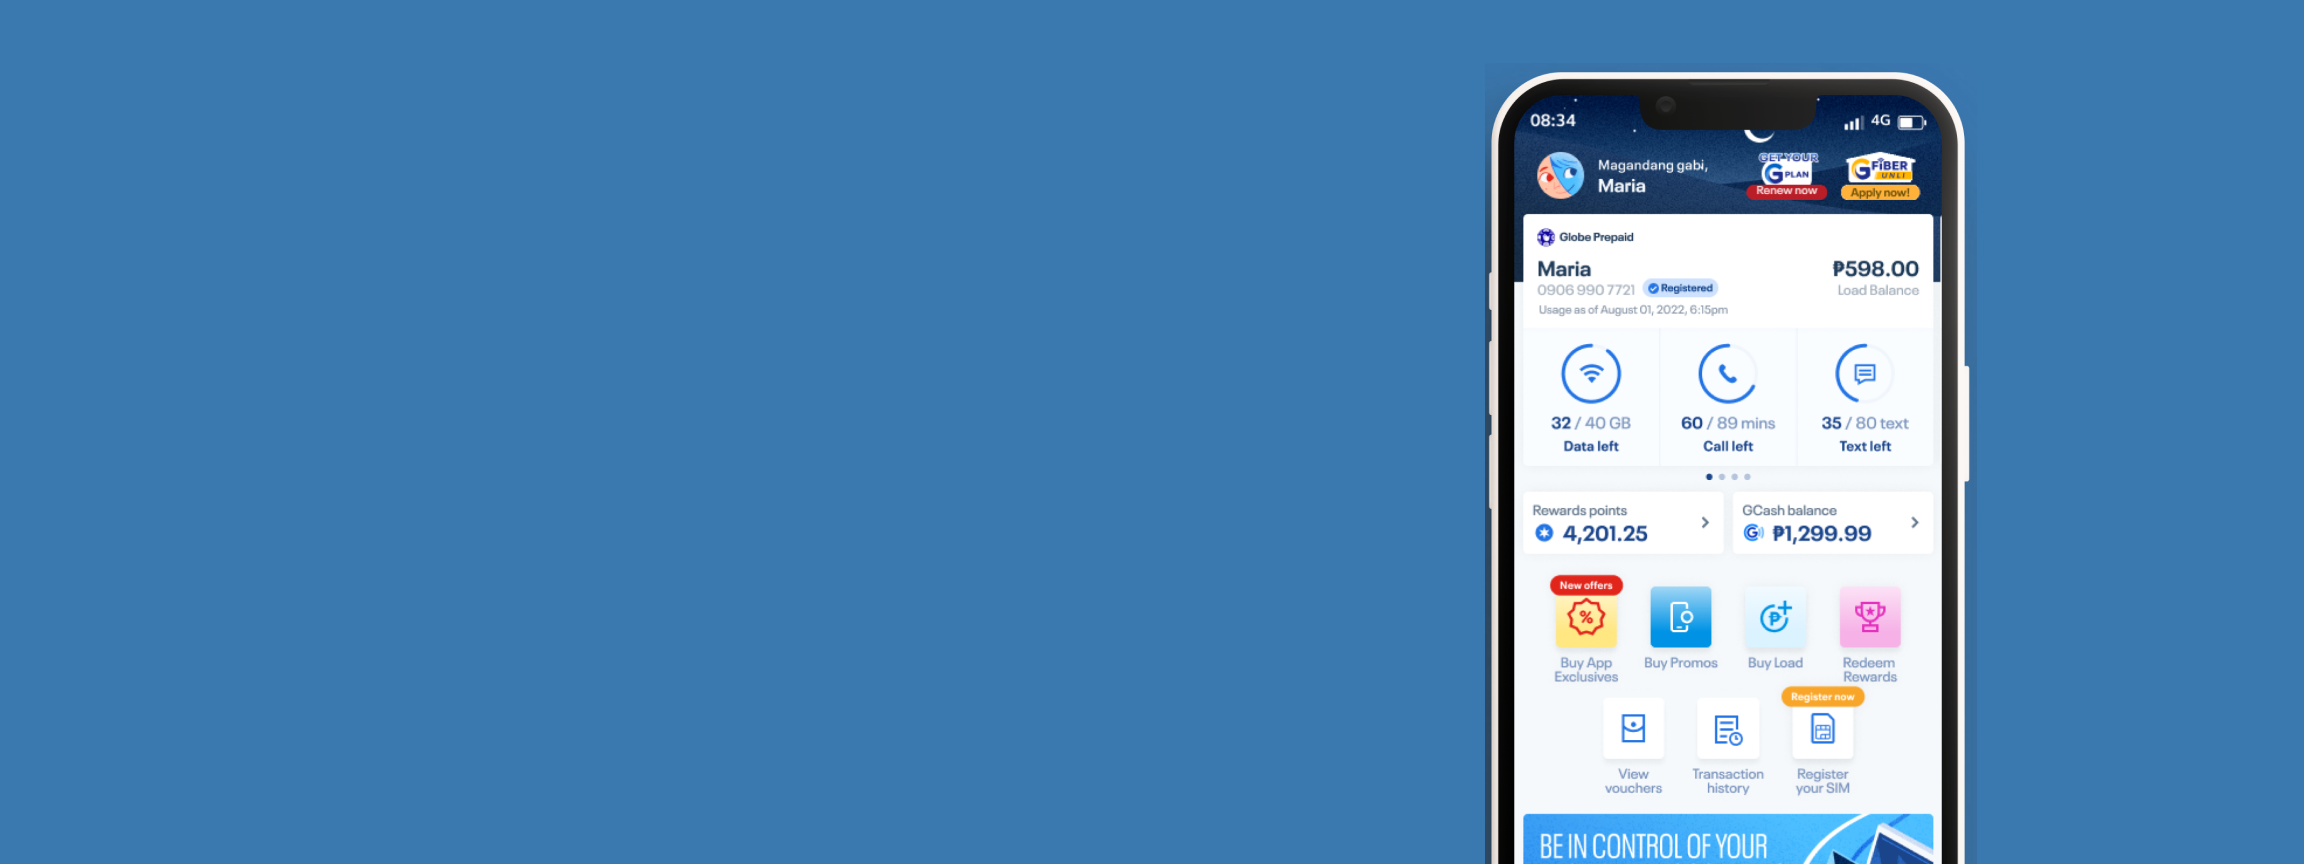 08:34
4G
Magandang gabi,
Maria
GET YOUR
G PLAN
Renew now
GFiBER
UNLI
Apply now!
Globe Prepaid
Maria
₱598.00
0906 990 7721
Registered
Load Balance
Usage as of August 01, 2022, 6:15pm
32 / 40 GB
Data left
60 / 89 mins
Call left
35 / 80 text
Text left
Rewards points
4,201.25
GCash balance
₱1,299.99
New offers
Buy App
Exclusives
Buy Promos
Buy Load
Redeem
Rewards
Register now
View
vouchers
Transaction
history
Register
your SIM
BE IN CONTROL OF YOUR